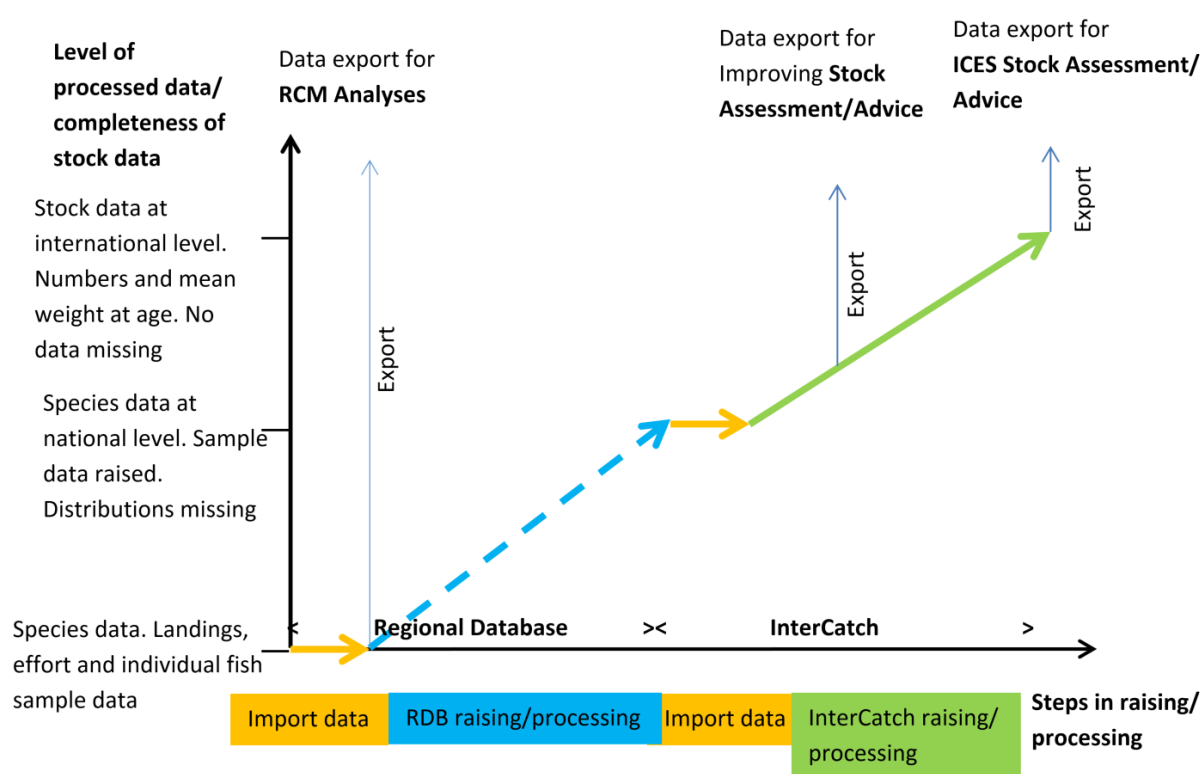 Level of
processed data/
completeness of
stock data
Data export for
RCM Analyses
Data export for
Improving Stock
Assessment/Advice
Data export for
ICES Stock Assessment/
Advice
Stock data at
international level.
Numbers and mean
weight at age. No
data missing
Species data at
national level. Sample
data raised.
Distributions missing
Species data. Landings,
effort and individual fish
sample data
Export
Export
Export
< Regional Database >< InterCatch >
Import data
RDB raising/processing
Import data
InterCatch raising/
processing
Steps in raising/
processing